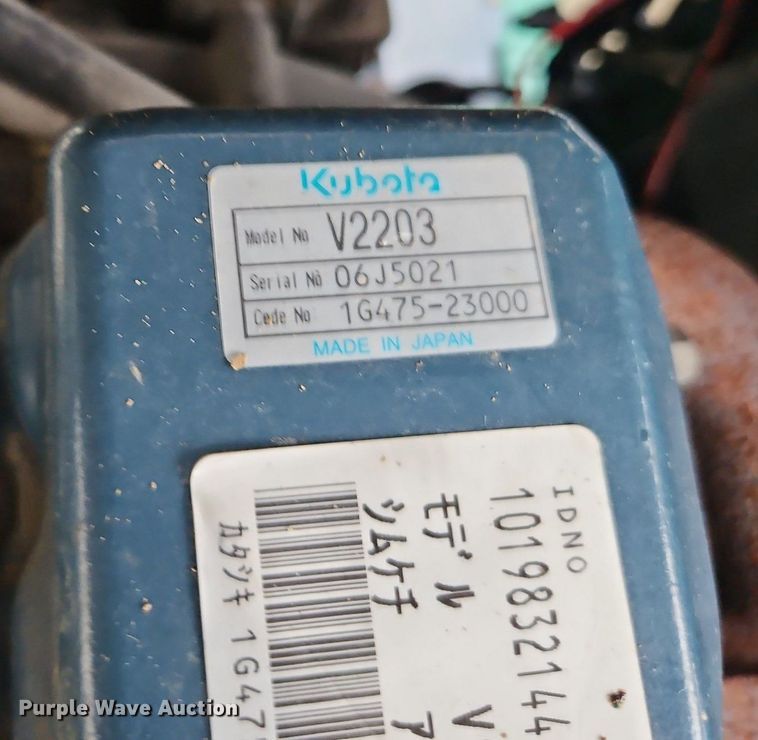 Kubota
Model No V2203
Serial No 06J5021
Code No 1G475-23000
MADE IN JAPAN
IDNO
1019832144
モデル V
シムケチ ア
カタシキ 1G47
Purple Wave Auction